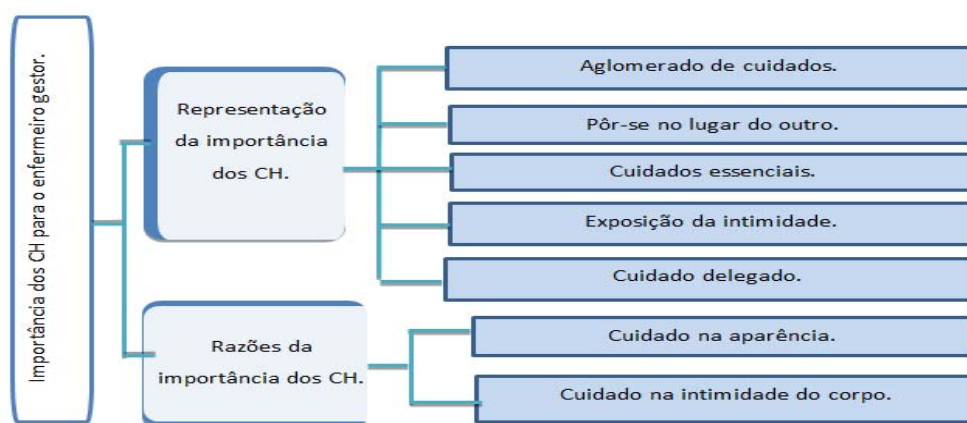 Importância dos CH para o enfermeiro gestor.
Representação
da importância
dos CH.
Aglomerado de cuidados.
Pôr-se no lugar do outro.
Cuidados essenciais.
Exposição da intimidade.
Cuidado delegado.
Razões da
importância dos CH.
Cuidado na aparência.
Cuidado na intimidade do corpo.